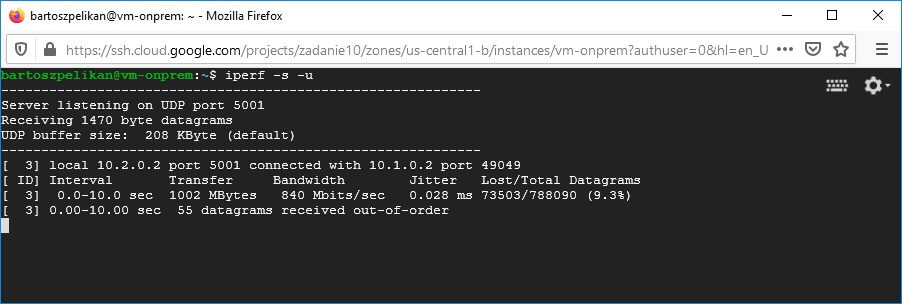 bartoszpelikan@vm-onprem: ~ - Mozilla Firefox
https://ssh.cloud.google.com/projects/zadanie10/zones/us-central1-b/instances/vm-onprem?authuser=0&hl=en_U
bartoszpelikan@vm-onprem:~$ iperf -s -u
------------------------------------------------------------
Server listening on UDP port 5001
Receiving 1470 byte datagrams
UDP buffer size:  208 KByte (default)
------------------------------------------------------------
[  3] local 10.2.0.2 port 5001 connected with 10.1.0.2 port 49049
[ ID] Interval       Transfer     Bandwidth        Jitter   Lost/Total Datagrams
[  3]  0.0-10.0 sec  1002 MBytes   840 Mbits/sec   0.028 ms 73503/788090 (9.3%)
[  3] 0.00-10.00 sec  55 datagrams received out-of-order